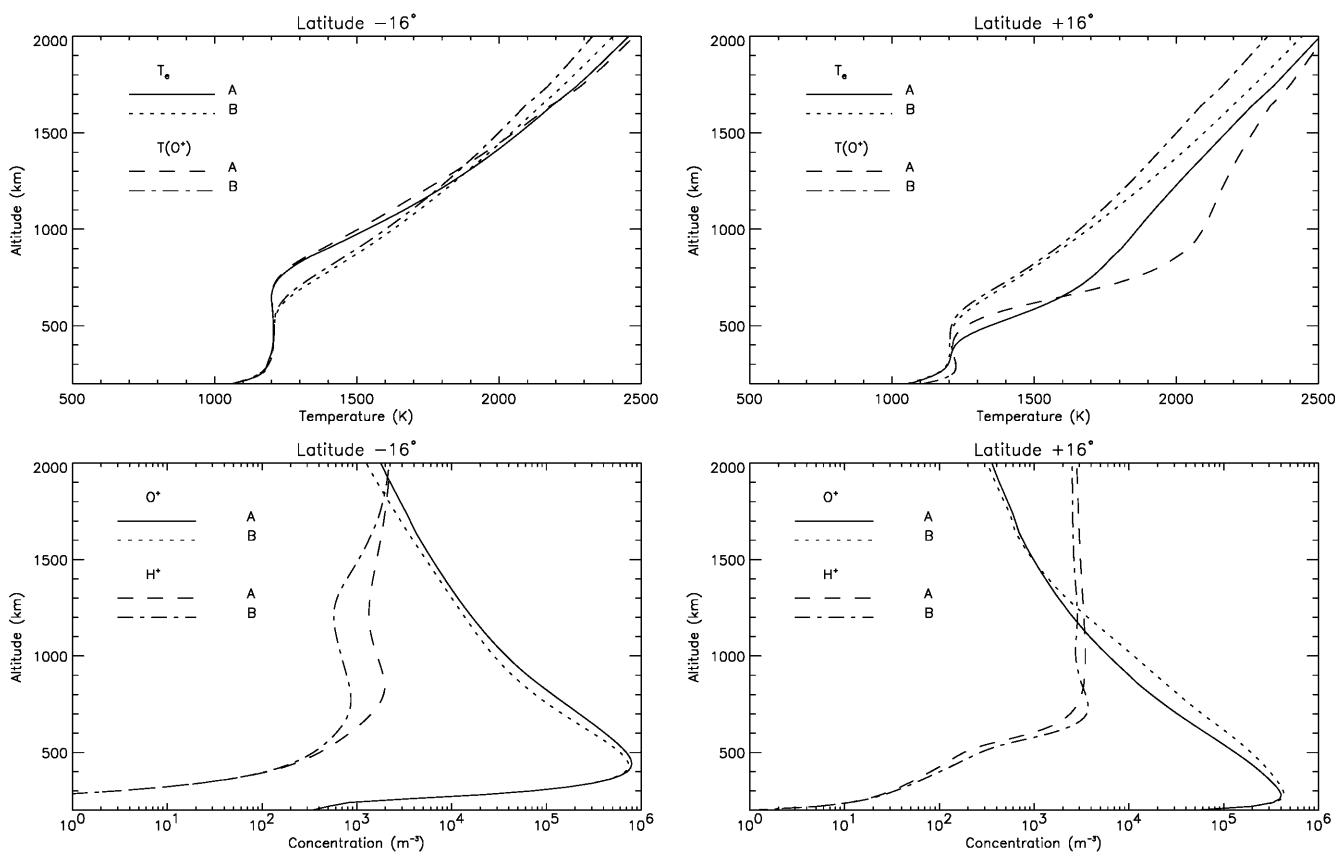 Latitude −16°
2000
1500
1000
500
Altitude (km)
Tₑ
A
B
T(O⁺)
A
B
500 1000 1500 2000 2500
Temperature (K)
Latitude +16°
2000
1500
1000
500
Altitude (km)
Tₑ
A
B
T(O⁺)
A
B
500 1000 1500 2000 2500
Temperature (K)
Latitude −16°
2000
1500
1000
500
Altitude (km)
O⁺
A
B
H⁺
A
B
10⁰ 10¹ 10² 10³ 10⁴ 10⁵ 10⁶
Concentration (m⁻³)
Latitude +16°
2000
1500
1000
500
Altitude (km)
O⁺
A
B
H⁺
A
B
10⁰ 10¹ 10² 10³ 10⁴ 10⁵ 10⁶
Concentration (m⁻³)